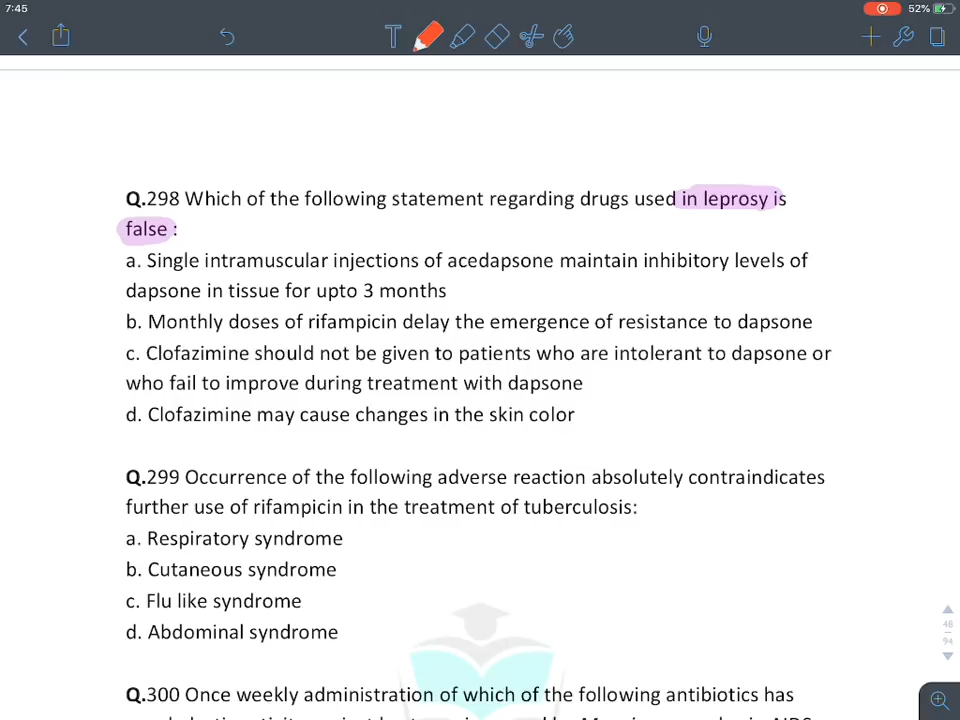 7:45
52%
T
Q.298 Which of the following statement regarding drugs used in leprosy is
false :
a. Single intramuscular injections of acedapsone maintain inhibitory levels of
dapsone in tissue for upto 3 months
b. Monthly doses of rifampicin delay the emergence of resistance to dapsone
c. Clofazimine should not be given to patients who are intolerant to dapsone or
who fail to improve during treatment with dapsone
d. Clofazimine may cause changes in the skin color
Q.299 Occurrence of the following adverse reaction absolutely contraindicates
further use of rifampicin in the treatment of tuberculosis:
a. Respiratory syndrome
b. Cutaneous syndrome
c. Flu like syndrome
d. Abdominal syndrome
48
94
Q.300 Once weekly administration of which of the following antibiotics has